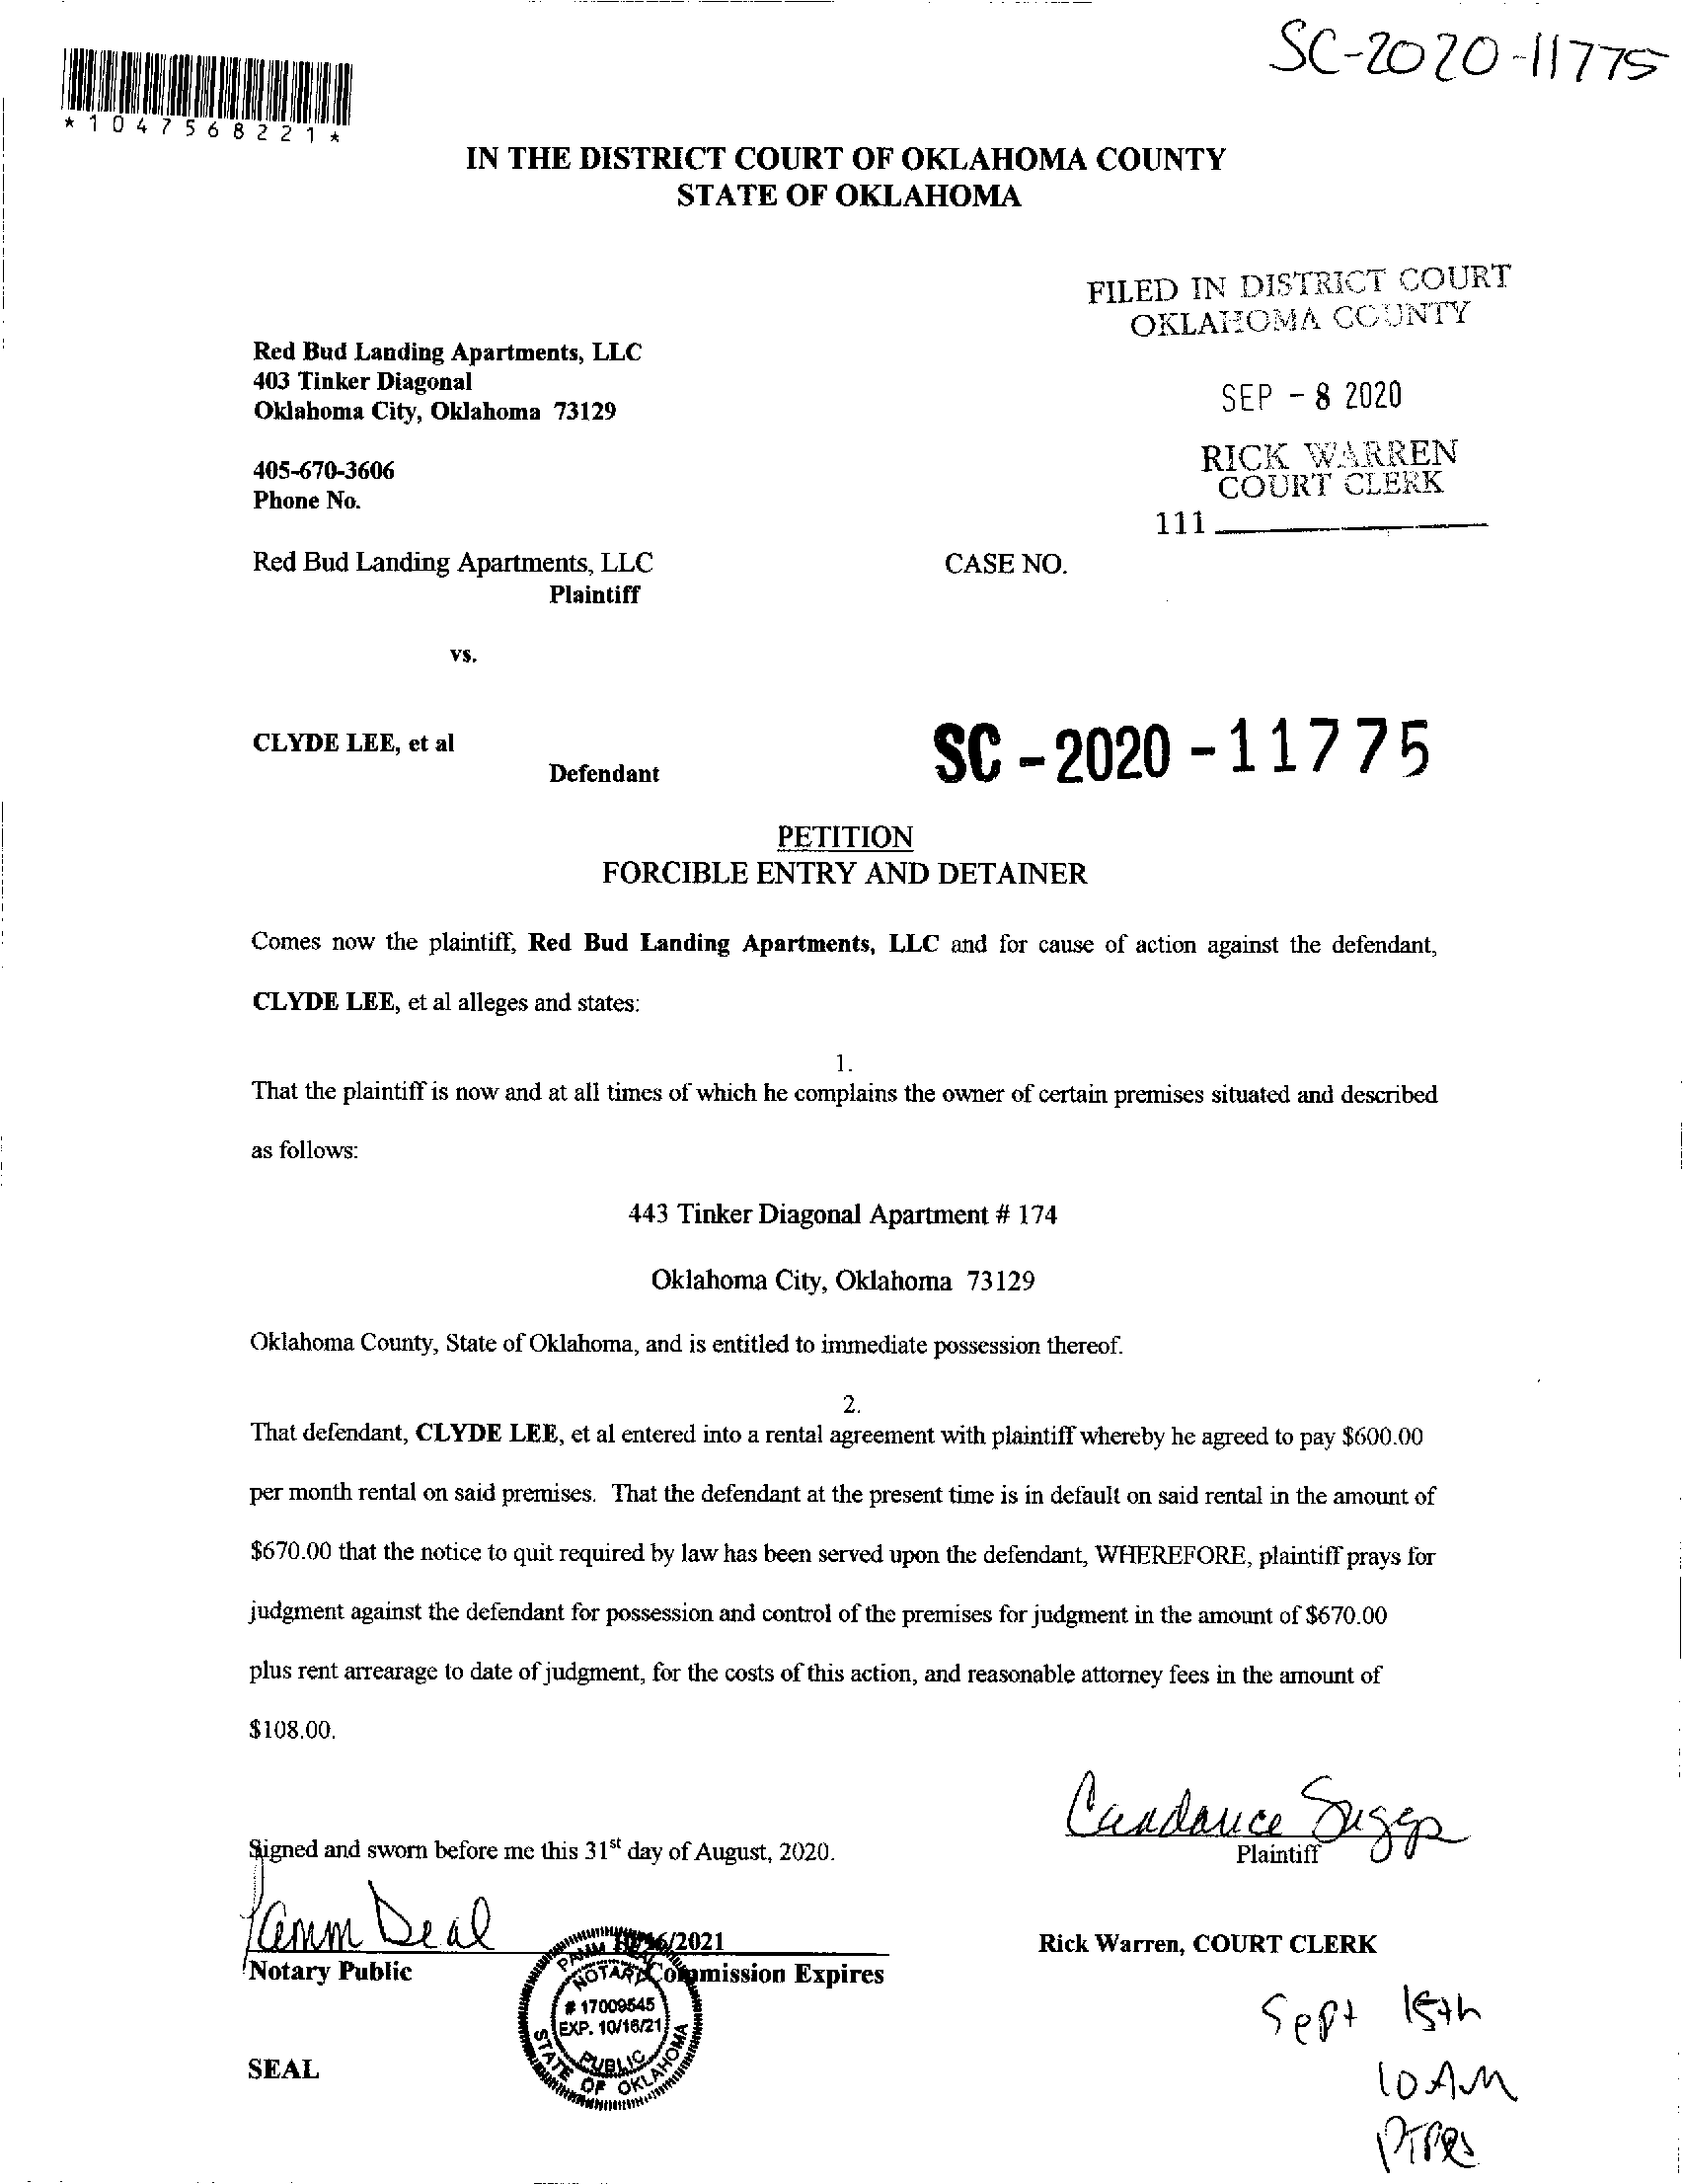 SC-2020-11775
*1047568221*
IN THE DISTRICT COURT OF OKLAHOMA COUNTY
STATE OF OKLAHOMA
FILED IN DISTRICT COURT
OKLAHOMA COUNTY
Red Bud Landing Apartments, LLC
403 Tinker Diagonal
Oklahoma City, Oklahoma 73129
SEP - 8 2020
RICK WARREN
COURT CLERK
405-670-3606
Phone No.
111
Red Bud Landing Apartments, LLC
CASE NO.
Plaintiff
vs.
CLYDE LEE, et al
SC - 2020 - 11775
Defendant
PETITION
FORCIBLE ENTRY AND DETAINER
Comes now the plaintiff, Red Bud Landing Apartments, LLC and for cause of action against the defendant,
CLYDE LEE, et al alleges and states:
1.
That the plaintiff is now and at all times of which he complains the owner of certain premises situated and described
as follows:
443 Tinker Diagonal Apartment # 174
Oklahoma City, Oklahoma 73129
Oklahoma County, State of Oklahoma, and is entitled to immediate possession thereof.
2.
That defendant, CLYDE LEE, et al entered into a rental agreement with plaintiff whereby he agreed to pay $600.00
per month rental on said premises. That the defendant at the present time is in default on said rental in the amount of
$670.00 that the notice to quit required by law has been served upon the defendant, WHEREFORE, plaintiff prays for
judgment against the defendant for possession and control of the premises for judgment in the amount of $670.00
plus rent arrearage to date of judgment, for the costs of this action, and reasonable attorney fees in the amount of
$108.00.
Candance
Plaintiff
Signed and sworn before me this 31st day of August, 2020.
Deal
/2021
Notary Public
Commission Expires
Rick Warren, COURT CLERK
NOTARY
# 17009545
EXP. 10/16/21
PUBLIC
STATE OF OKLAHOMA
SEAL
Sept 15th
10 AM